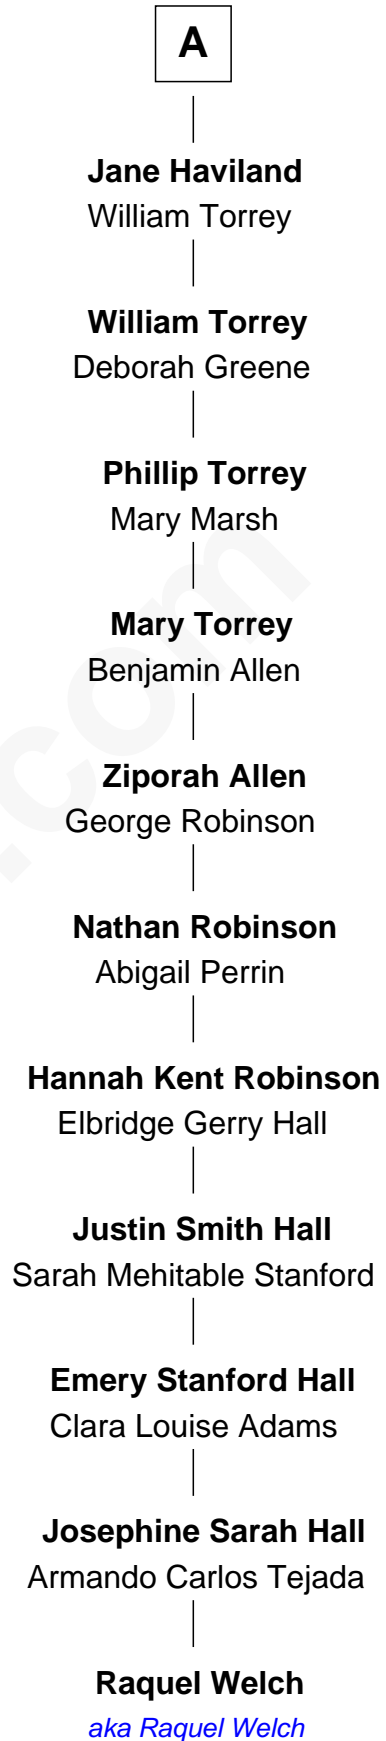 A
Jane Haviland
William Torrey
William Torrey
Deborah Greene
Phillip Torrey
Mary Marsh
Mary Torrey
Benjamin Allen
Ziporah Allen
George Robinson
Nathan Robinson
Abigail Perrin
Hannah Kent Robinson
Elbridge Gerry Hall
Justin Smith Hall
Sarah Mehitable Stanford
Emery Stanford Hall
Clara Louise Adams
Josephine Sarah Hall
Armando Carlos Tejada
Raquel Welch
aka Raquel Welch
.com